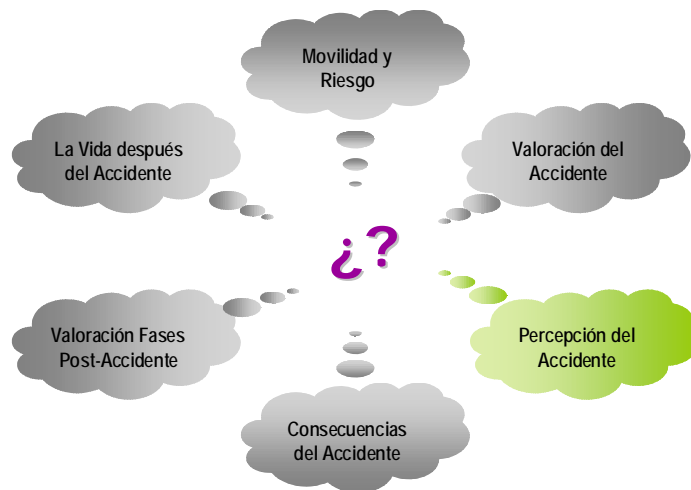 Movilidad y
Riesgo
La Vida después
del Accidente
Valoración del
Accidente
¿?
Valoración Fases
Post-Accidente
Percepción del
Accidente
Consecuencias
del Accidente